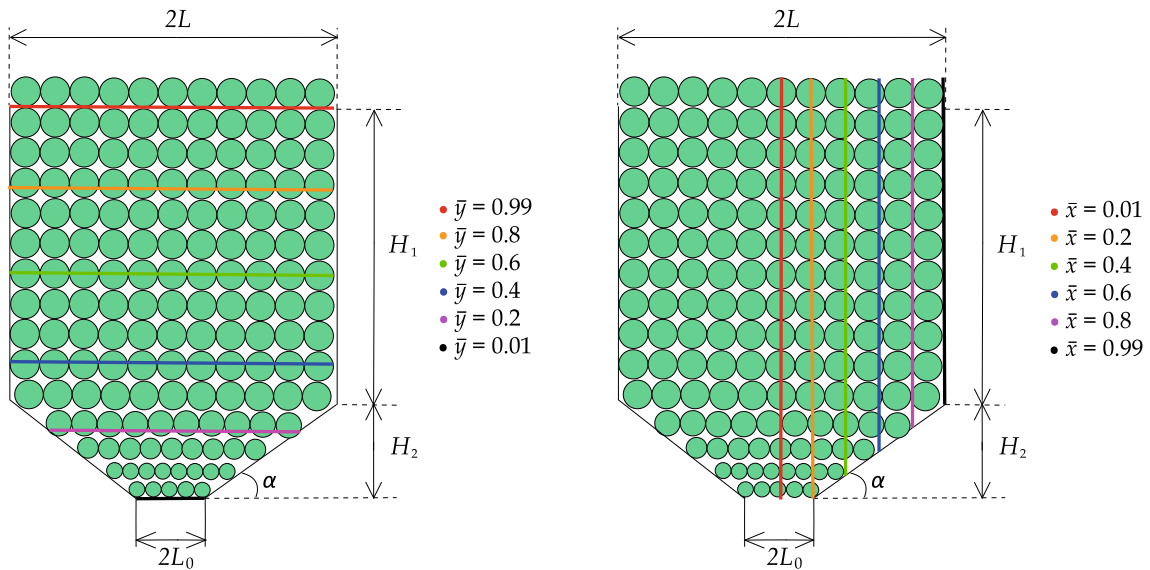 2L
H₁
H₂
α
2L₀
ȳ = 0.99
ȳ = 0.8
ȳ = 0.6
ȳ = 0.4
ȳ = 0.2
ȳ = 0.01
2L
H₁
H₂
α
2L₀
x̄ = 0.01
x̄ = 0.2
x̄ = 0.4
x̄ = 0.6
x̄ = 0.8
x̄ = 0.99